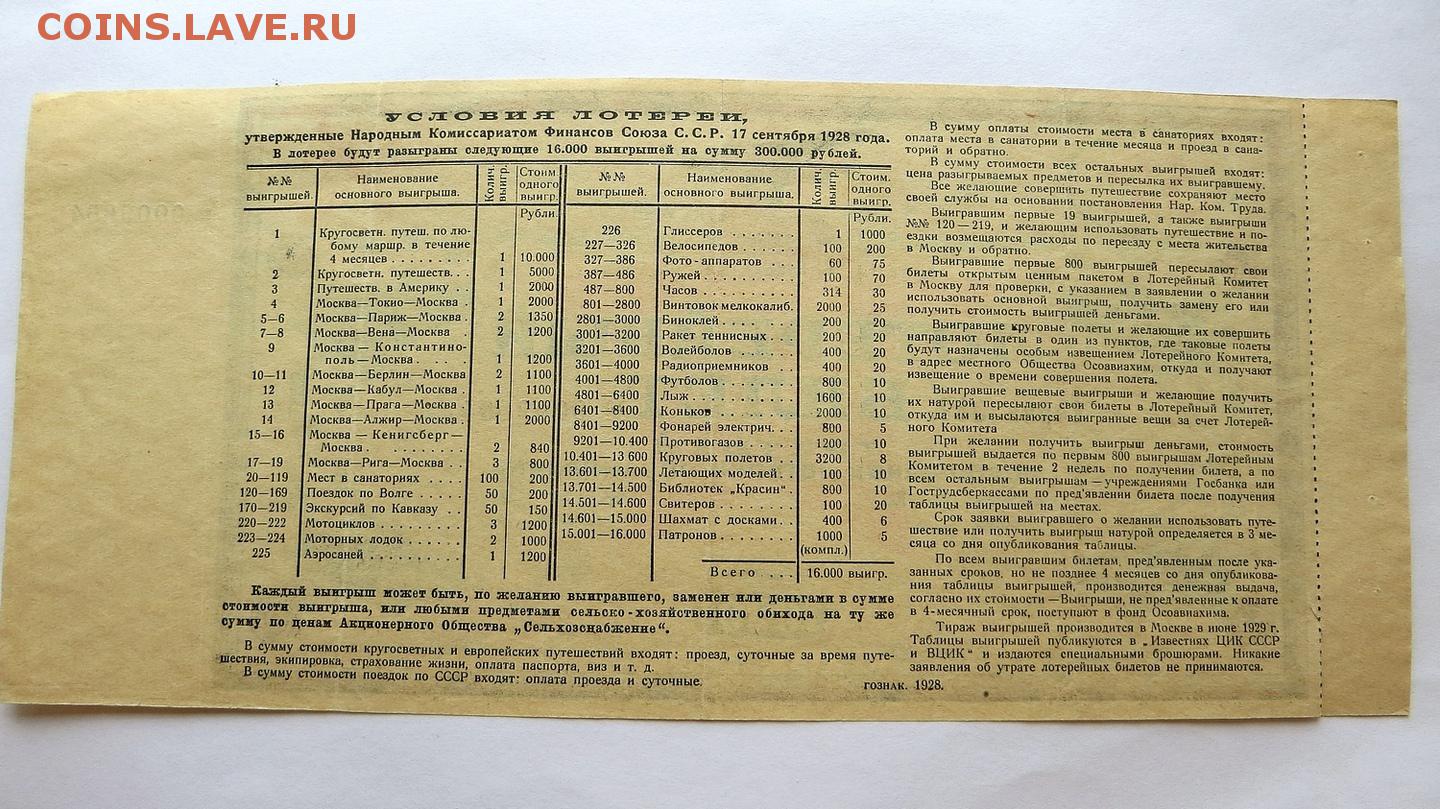 COINS.LAVE.RU
УСЛОВИЯ ЛОТЕРЕИ,
утвержденные Народным Комиссариатом Финансов Союза С.С.Р. 17 сентября 1928 года.
В лотерее будут разыграны следующие 16.000 выигрышей на сумму 300.000 рублей.
№№ выигрышей. Наименование основного выигрыша. Колич. выигр. Стоим. одного выигр.
Рубли.
1 Кругосветн. путеш. по лю-
бому маршр. в течение
4 месяцев . . . . . . . . . 1 10.000
2 Кругосветн. путешеств. . . 1 5000
3 Путешеств. в Америку . . 1 2000
4 Москва—Токио—Москва . 1 2000
5—6 Москва—Париж—Москва . 2 1350
7—8 Москва—Вена—Москва . 2 1200
9 Москва — Константино-
поль — Москва . . . . 1 1200
10—11 Москва—Берлин—Москва 2 1100
12 Москва—Кабул—Москва . 1 1100
13 Москва—Прага—Москва . 1 1100
14 Москва—Алжир—Москва . 1 2000
15—16 Москва — Кенигсберг —
Москва . . . . . . . . . 2 840
17—19 Москва—Рига—Москва . . 3 800
20—119 Мест в санаториях . . . . 100 200
120—169 Поездок по Волге . . . . . 50 200
170—219 Экскурсий по Кавказу . . 50 150
220—222 Мотоциклов . . . . . . . . 3 1200
223—224 Моторных лодок . . . . . . 2 1000
225 Аэросаней . . . . . . . . . 1 1200
№№ выигрышей. Наименование основного выигрыша. Колич. выигр. Стоим. одного выигр.
Рубли.
226 Глиссеров . . . . . . . 1 1000
227—326 Велосипедов . . . . . . 100 200
327—386 Фото-аппаратов . . . 60 75
387—486 Ружей . . . . . . . . . 100 70
487—800 Часов . . . . . . . . . 314 30
801—2800 Винтовок мелкокалиб. 2000 25
2801—3000 Биноклей . . . . . . . 200 20
3001—3200 Ракет теннисных . . . 200 20
3201—3600 Волейболов . . . . . . 400 20
3601—4000 Радиоприемников . . 400 20
4001—4800 Футболов . . . . . . . 800 10
4801—6400 Лыж . . . . . . . . . . 1600 10
6401—8400 Коньков . . . . . . . . 2000 10
8401—9200 Фонарей электрич. . . 800 5
9201—10.400 Противогазов . . . . . 1200 10
10.401—13 600 Круговых полетов . . 3200 8
13.601—13.700 Летающих моделей . . 100 10
13.701—14.500 Библиотек „Красин“ . 800 10
14.501—14.600 Свитеров . . . . . . . 100 20
14.601—15.000 Шахмат с досками . . 400 6
15.001—16.000 Патронов . . . . . . . 1000 5
(компл.)
Всего . . . . 16.000 выигр.
Каждый выигрыш может быть, по желанию выигравшего, заменен или деньгами в сумме
стоимости выигрыша, или любыми предметами сельско-хозяйственного обихода на ту же
сумму по ценам Акционерного Общества „Сельхозснабжение“.
В сумму стоимости кругосветных и европейских путешествий входят: проезд, суточные за время путе-
шествия, экипировка, страхование жизни, оплата паспорта, виз и т. д.
В сумму стоимости поездок по СССР входят: оплата проезда и суточные.
В сумму оплаты стоимости места в санаториях входят:
оплата места в санатории в течение месяца и проезд в сана-
торий и обратно.
В сумму стоимости всех остальных выигрышей входят:
цена разыгрываемых предметов и пересылка их выигравшему.
Все желающие совершить путешествие сохраняют место
своей службы на основании постановления Нар. Ком. Труда.
Выигравшим первые 19 выигрышей, а также выигрыши
№№ 120—219, и желающим использовать путешествие и по-
ездки возмещаются расходы по переезду с места жительства
в Москву и обратно.
Выигравшие первые 800 выигрышей пересылают свои
билеты открытым ценным пакетом в Лотерейный Комитет
в Москву для проверки, с указанием в заявлении о желании
использовать основной выигрыш, получить замену его или
получить стоимость выигрышей деньгами.
Выигравшие круговые полеты и желающие их совершить
направляют билеты в один из пунктов, где таковые полеты
будут назначены особым извещением Лотерейного Комитета,
в адрес местного Общества Осоавиахим, откуда и получают
извещение о времени совершения полета.
Выигравшие вещевые выигрыши и желающие получить
их натурой пересылают свои билеты в Лотерейный Комитет,
откуда им и высылаются выигранные вещи за счет Лотерей-
ного Комитета
При желании получить выигрыш деньгами, стоимость
выигрышей выдается по первым 800 выигрышам Лотерейным
Комитетом в течение 2 недель по получении билета, а по
всем остальным выигрышам—учреждениями Госбанка или
Гострудсберкассами по пред'явлении билета после получения
таблицы выигрышей на местах.
Срок заявки выигравшего о желании использовать путе-
шествие или получить выигрыш натурой определяется в 3 ме-
сяца со дня опубликования таблицы.
По всем выигравшим билетам, пред'явленным после ука-
занных сроков, но не позднее 4 месяцев со дня опубликова-
ния таблицы выигрышей, производится денежная выдача,
согласно их стоимости—Выигрыши, не пред'явленные к оплате
в 4-месячный срок, поступают в фонд Осоавиахима.
Тираж выигрышей производится в Москве в июне 1929 г.
Таблицы выигрышей публикуются в „Известиях ЦИК СССР
и ВЦИК“ и издаются специальными брошюрами. Никакие
заявления об утрате лотерейных билетов не принимаются.
ГОЗНАК. 1928.